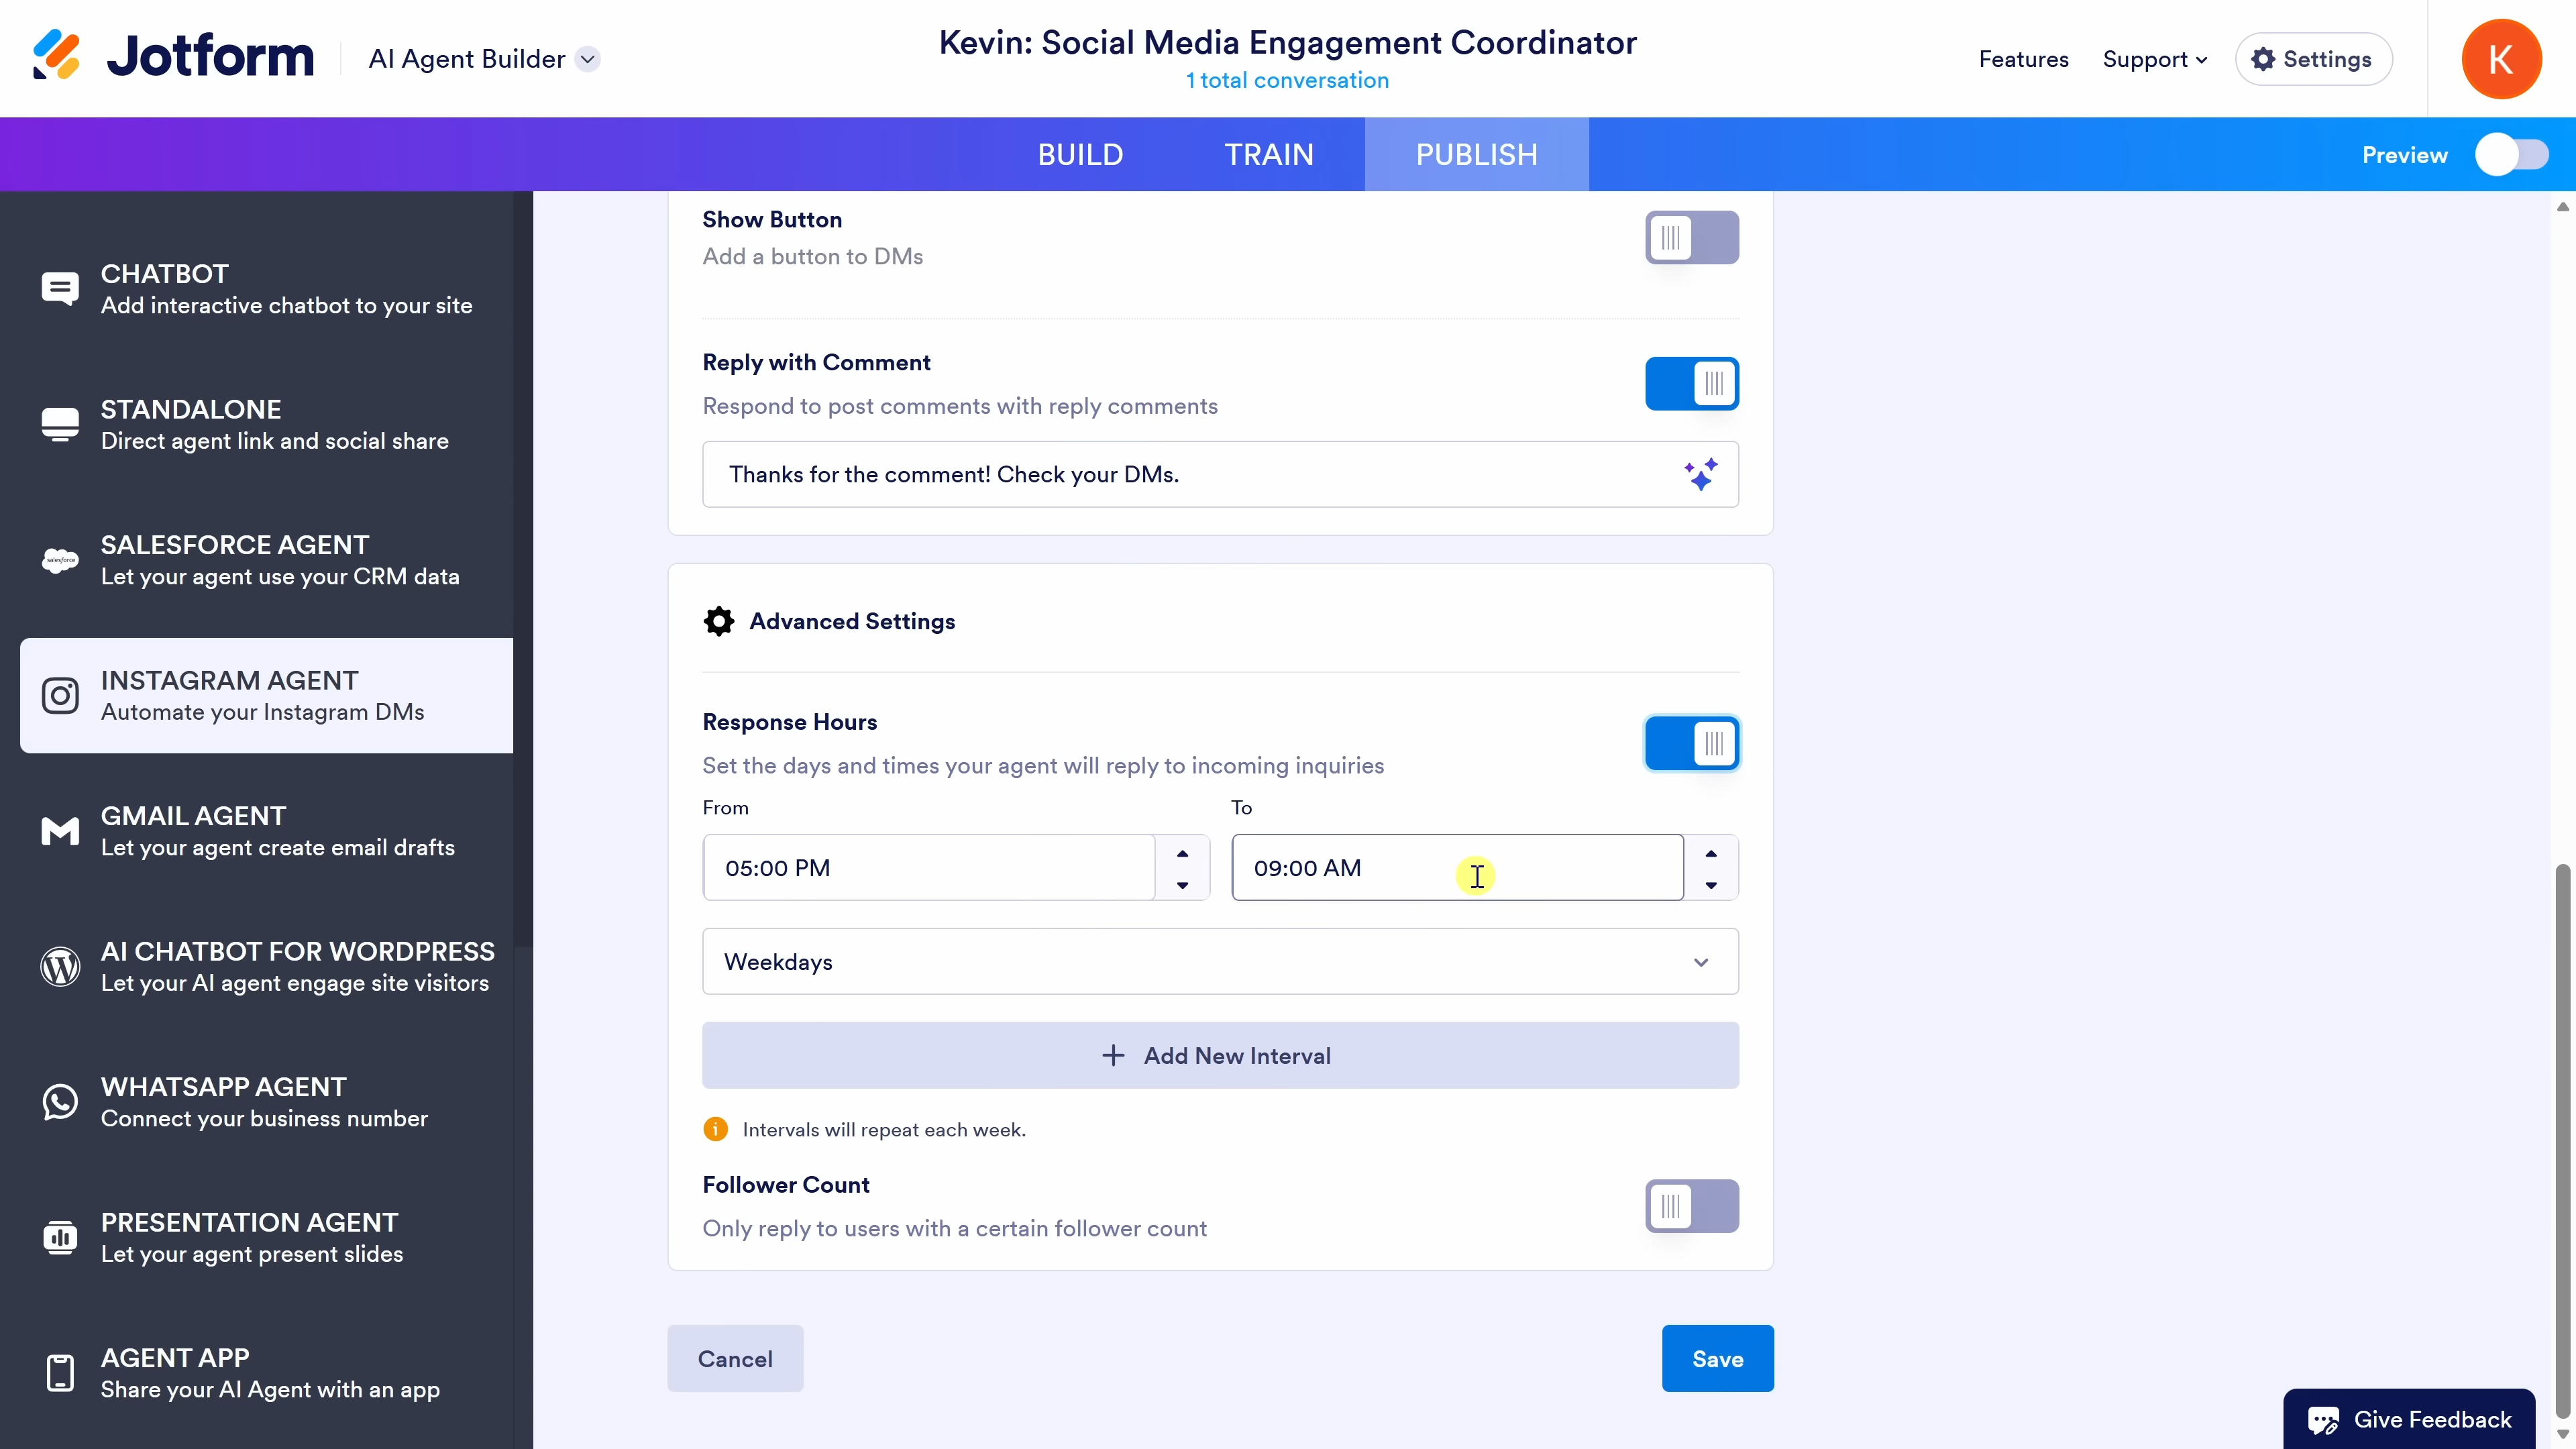 Jotform
AI Agent Builder
Kevin: Social Media Engagement Coordinator
1 total conversation
Features
Support
Settings
K
BUILD
TRAIN
PUBLISH
Preview
CHATBOT
Add interactive chatbot to your site
STANDALONE
Direct agent link and social share
salesforce
SALESFORCE AGENT
Let your agent use your CRM data
INSTAGRAM AGENT
Automate your Instagram DMs
GMAIL AGENT
Let your agent create email drafts
AI CHATBOT FOR WORDPRESS
Let your AI agent engage site visitors
WHATSAPP AGENT
Connect your business number
PRESENTATION AGENT
Let your agent present slides
AGENT APP
Share your AI Agent with an app
Show Button
Add a button to DMs
Reply with Comment
Respond to post comments with reply comments
Thanks for the comment! Check your DMs.
Advanced Settings
Response Hours
Set the days and times your agent will reply to incoming inquiries
From
To
05:00 PM
09:00 AM
Weekdays
Add New Interval
Intervals will repeat each week.
Follower Count
Only reply to users with a certain follower count
Cancel
Save
Give Feedback